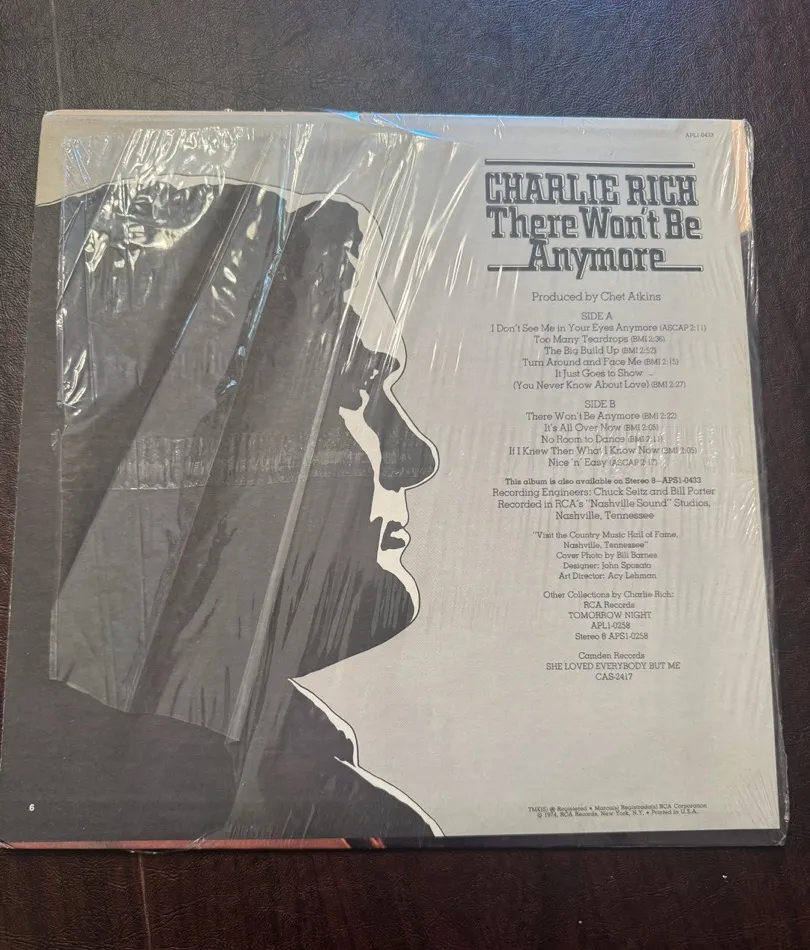 APL1-0433
CHARLIE RICH
There Won't Be
Anymore
Produced by Chet Atkins
SIDE A
I Don't See Me in Your Eyes Anymore (ASCAP 2:11)
Too Many Teardrops (BMI 2:36)
The Big Build Up (BMI 2:52)
Turn Around and Face Me (BMI 2:15)
It Just Goes to Show
(You Never Know About Love) (BMI 2:27)
SIDE B
There Won't Be Anymore (BMI 2:22)
It's All Over Now (BMI 2:05)
No Room to Dance (BMI
If I Knew Then What I Know Now (BMI 2:05)
Nice 'n' Easy (ASCAP
This album is also available on Stereo 8—APS1-0433
Recording Engineers: Chuck Seitz and Bill Porter
Recorded in RCA's "Nashville Sound" Studios,
Nashville, Tennessee
"Visit the Country Music Hall of Fame,
Nashville, Tennessee"
Cover Photo by Bill Barnes
Designer: John Sposato
Art Director: Acy Lehman
Other Collections by Charlie Rich:
RCA Records
TOMORROW NIGHT
APL1-0258
Stereo 8 APS1-0258
Camden Records
SHE LOVED EVERYBODY BUT ME
CAS-2417
TMK(S) ® Registered • Marca(s) Registrada(s) RCA Corporation
© 1974, RCA Records, New York, N.Y. • Printed in U.S.A.
6